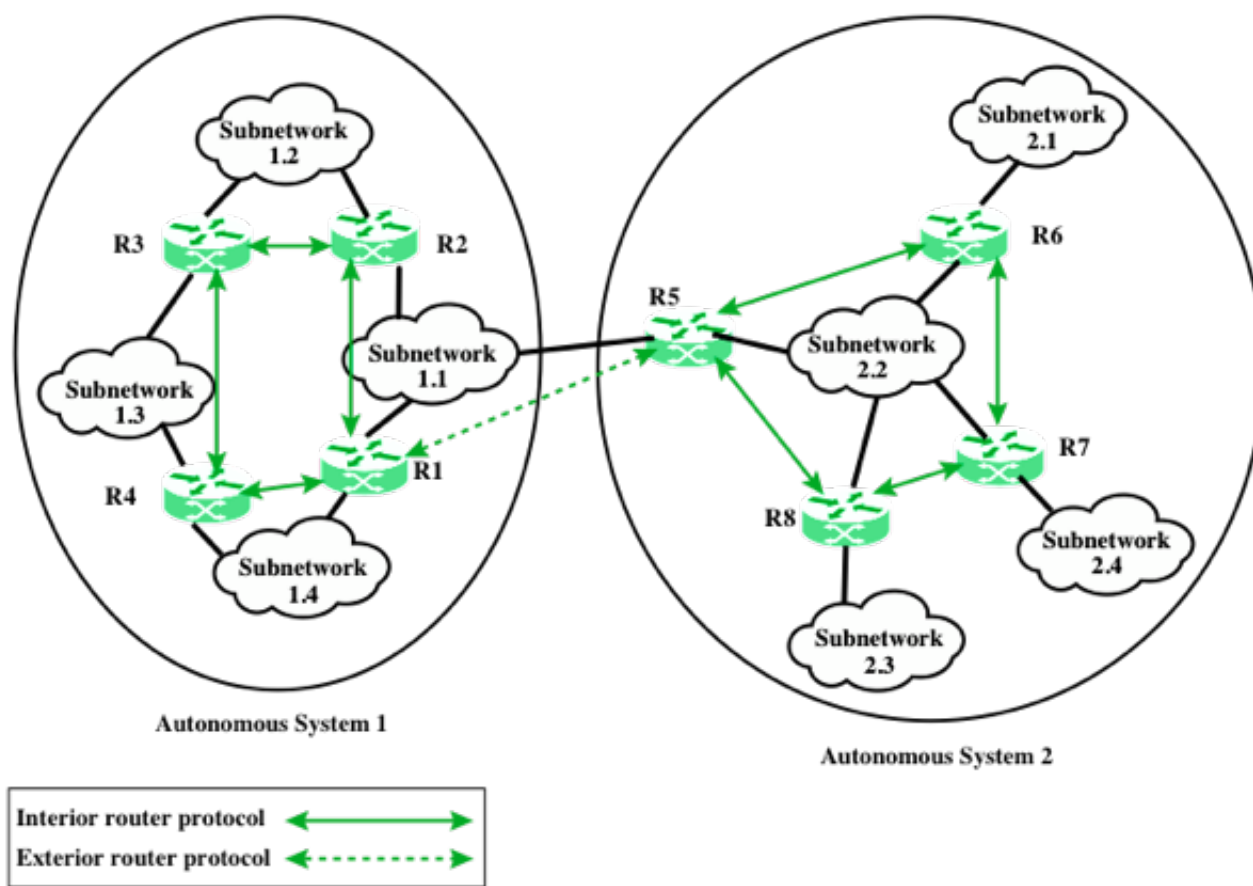 Subnetwork
1.2
R3
R2
Subnetwork
1.1
Subnetwork
1.3
R4
R1
Subnetwork
1.4
Autonomous System 1
Subnetwork
2.1
R6
R5
Subnetwork
2.2
R7
R8
Subnetwork
2.4
Subnetwork
2.3
Autonomous System 2
Interior router protocol
Exterior router protocol